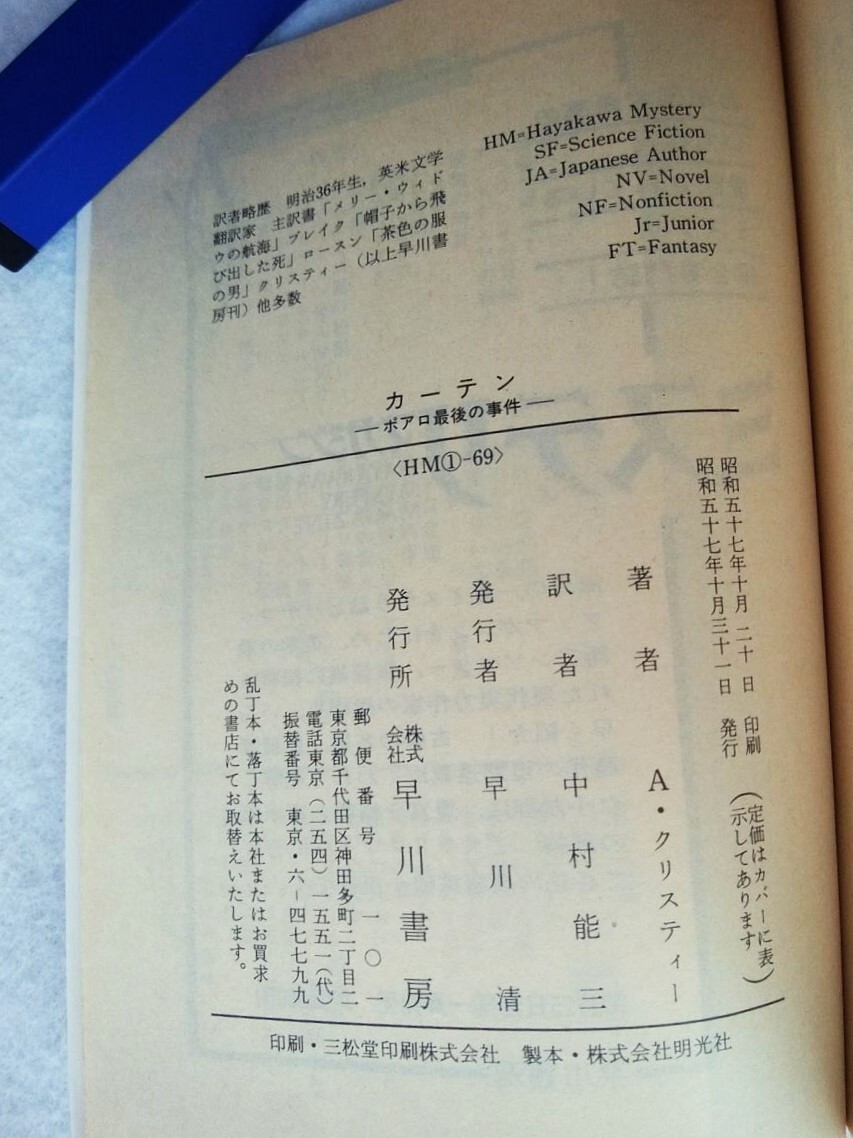 HM=Hayakawa Mystery
SF=Science Fiction
JA=Japanese Author
NV=Novel
NF=Nonfiction
Jr=Junior
FT=Fantasy
訳者略歴　明治36年生，英米文学
翻訳家　主訳書「メリー・ウィド
ウの航海」ブレイク「帽子から飛
び出した死」ロースン「茶色の服
の男」クリスティー（以上早川書
房刊）他多数
カーテン
―ポアロ最後の事件―
〈HM①-69〉
昭和五十七年十月　二十日　印刷
昭和五十七年十月三十一日　発行
（定価はカバーに表
示してあります）
著者　A・クリスティー
訳者　中村能三
発行者　早川　清
発行所　株式会社　早川書房
郵便番号　一〇一
東京都千代田区神田多町二丁目二
電話東京（二五四）一五五一（代）
振替番号　東京・六－四七七九九
乱丁本・落丁本は本社またはお買求
めの書店にてお取替えいたします。
印刷・三松堂印刷株式会社　製本・株式会社明光社